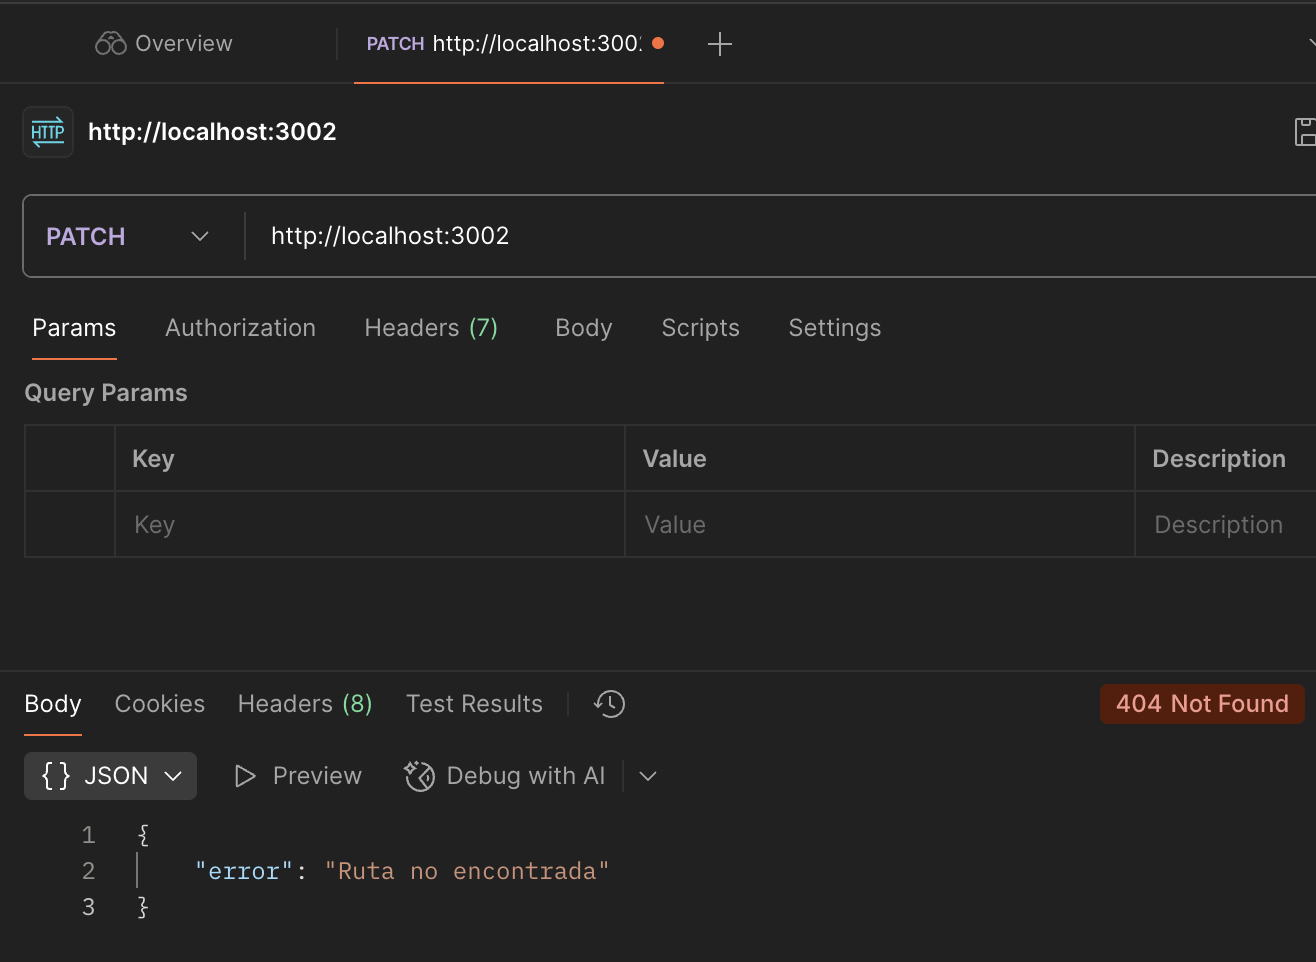 Overview
PATCH http://localhost:300
HTTP http://localhost:3002
PATCH http://localhost:3002
Params Authorization Headers (7) Body Scripts Settings
Query Params
Key Value Description
Key Value Description
Body Cookies Headers (8) Test Results 404 Not Found
{} JSON Preview Debug with AI
1 {
2 "error": "Ruta no encontrada"
3 }